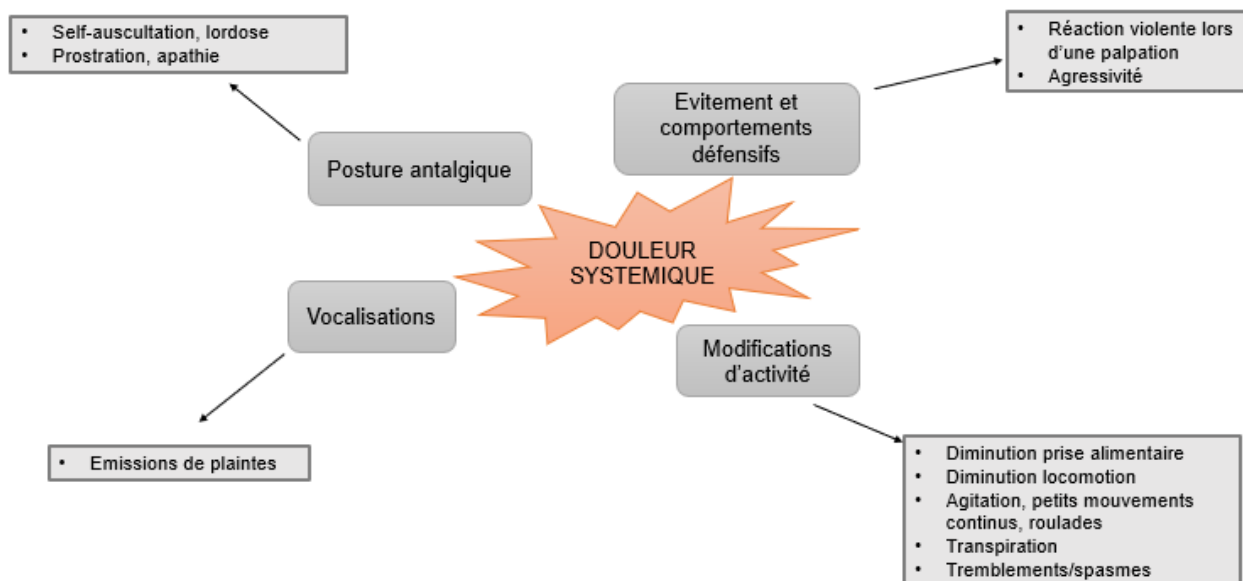 • Self-auscultation, lordose
• Prostration, apathie
• Réaction violente lors
d’une palpation
• Agressivité
Evitement et
comportements
défensifs
Posture antalgique
DOULEUR
SYSTEMIQUE
Vocalisations
Modifications
d’activité
• Emissions de plaintes
• Diminution prise alimentaire
• Diminution locomotion
• Agitation, petits mouvements
continus, roulades
• Transpiration
• Tremblements/spasmes